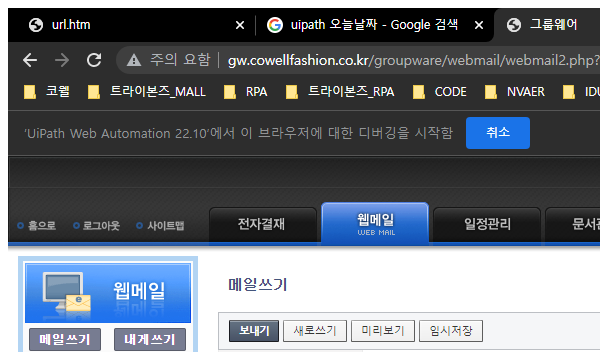 url.htm
uipath 오늘날짜 - Google 검색
그룹웨어
주의 요함 gw.cowellfashion.co.kr/groupware/webmail/webmail2.php?
코웰 트라이본즈_MALL RPA 트라이본즈_RPA CODE NVAER IDU
'UiPath Web Automation 22.10'에서 이 브라우저에 대한 디버깅을 시작함 취소
홈으로 로그아웃 사이트맵 전자결재 웹메일 일정관리 문서관
WEB MAIL
웹메일
메일쓰기 내게쓰기
메일쓰기
보내기 새로쓰기 미리보기 임시저장